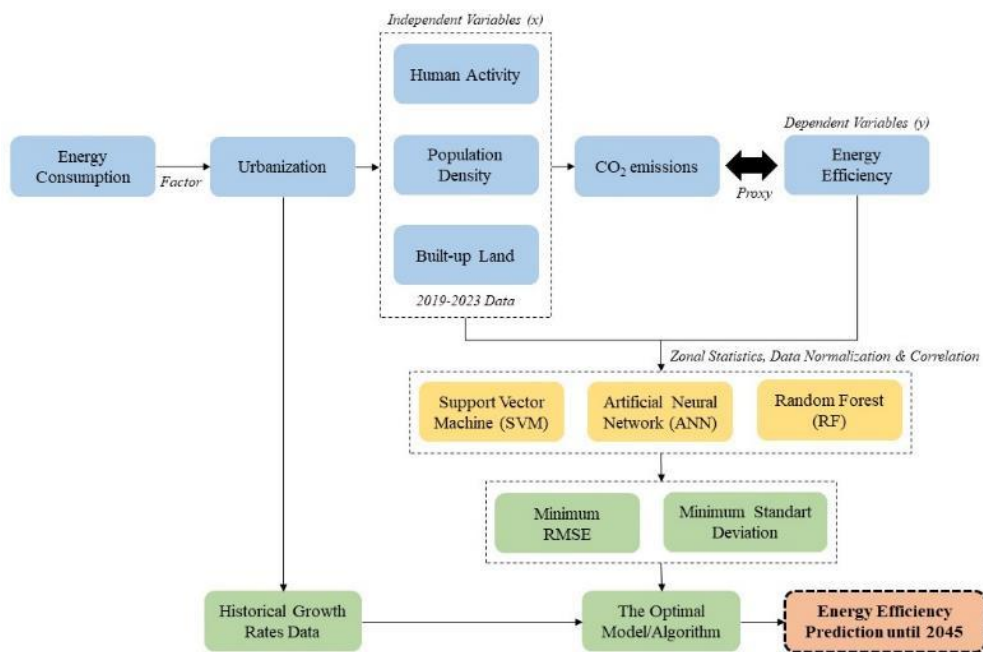 Independent Variables (x)
Human Activity
Dependent Variables (y)
Energy
Consumption
Factor
Urbanization
Population
Density
CO₂ emissions
Proxy
Energy
Efficiency
Built-up Land
2019-2023 Data
Zonal Statistics, Data Normalization & Correlation
Support Vector
Machine (SVM)
Artificial Neural
Network (ANN)
Random Forest
(RF)
Minimum
RMSE
Minimum Standart
Deviation
Historical Growth
Rates Data
The Optimal
Model/Algorithm
Energy Efficiency
Prediction until 2045